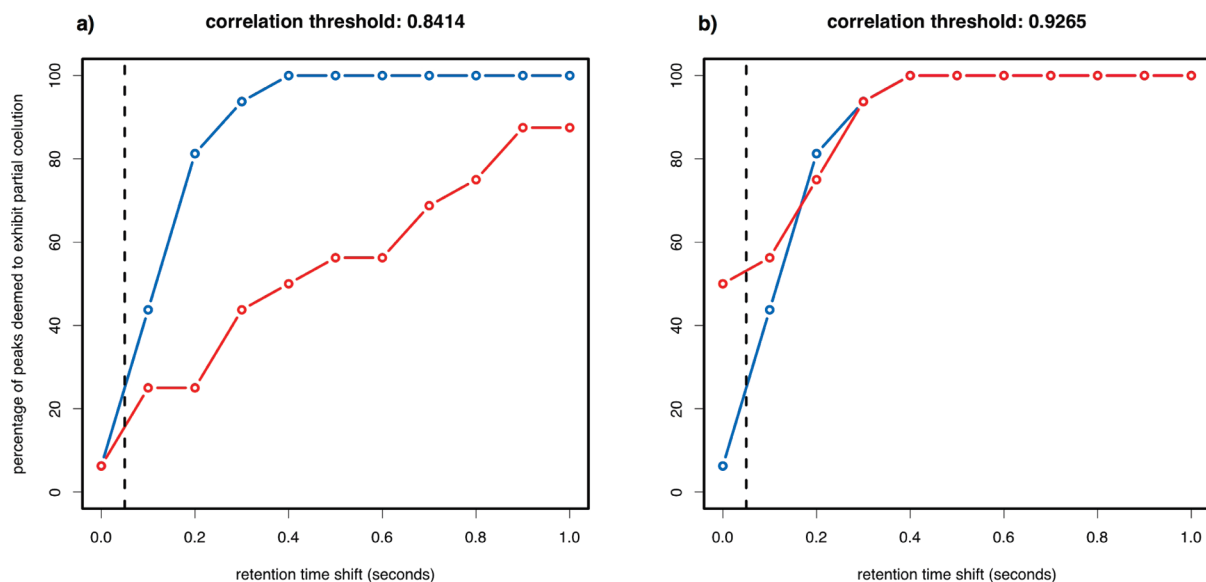 a) correlation threshold: 0.8414
percentage of peaks deemed to exhibit partial coelution
100
80
60
40
20
0
0.0 0.2 0.4 0.6 0.8 1.0
retention time shift (seconds)
b) correlation threshold: 0.9265
100
80
60
40
20
0
0.0 0.2 0.4 0.6 0.8 1.0
retention time shift (seconds)